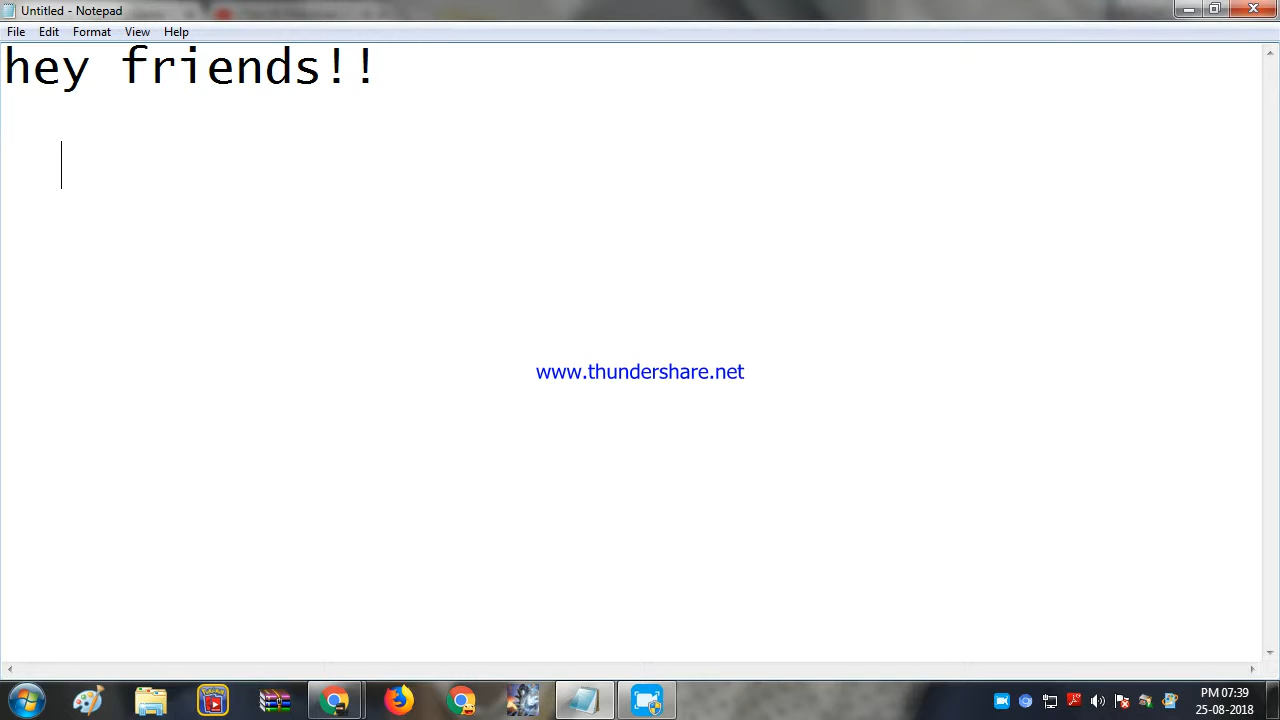 Untitled - Notepad
File Edit Format View Help
hey friends!!
www.thundershare.net
PM 07:39
25-08-2018